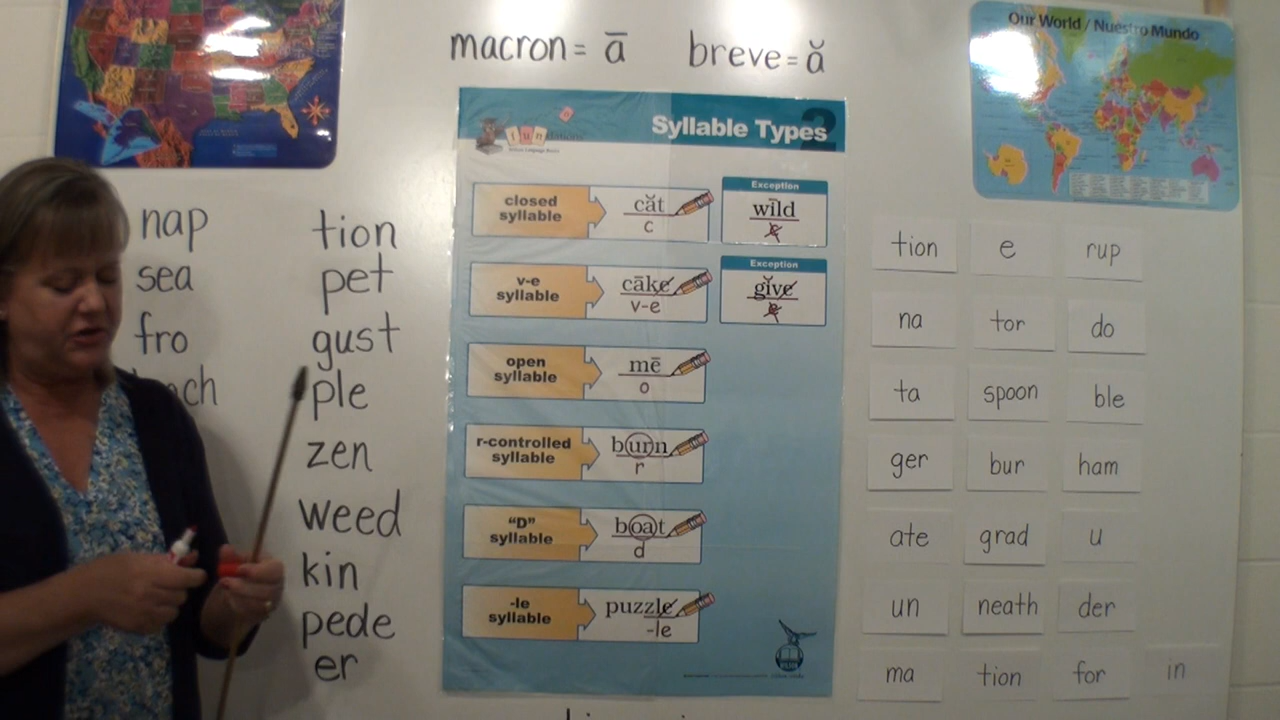 macron = ā breve = ă
Our World / Nuestro Mundo
Syllable Types 2
fundations
closed syllable
căt
c
Exception
wīld
c
v-e syllable
cāke
v-e
Exception
gĭve
e
open syllable
mē
o
r-controlled syllable
burn
r
"D" syllable
boat
d
-le syllable
puzzle
-le
nap
sea
fro
tion
pet
gust
ple
zen
weed
kin
pede
er
tion e rup
na tor do
ta spoon ble
ger bur ham
ate grad u
un neath der
ma tion for in